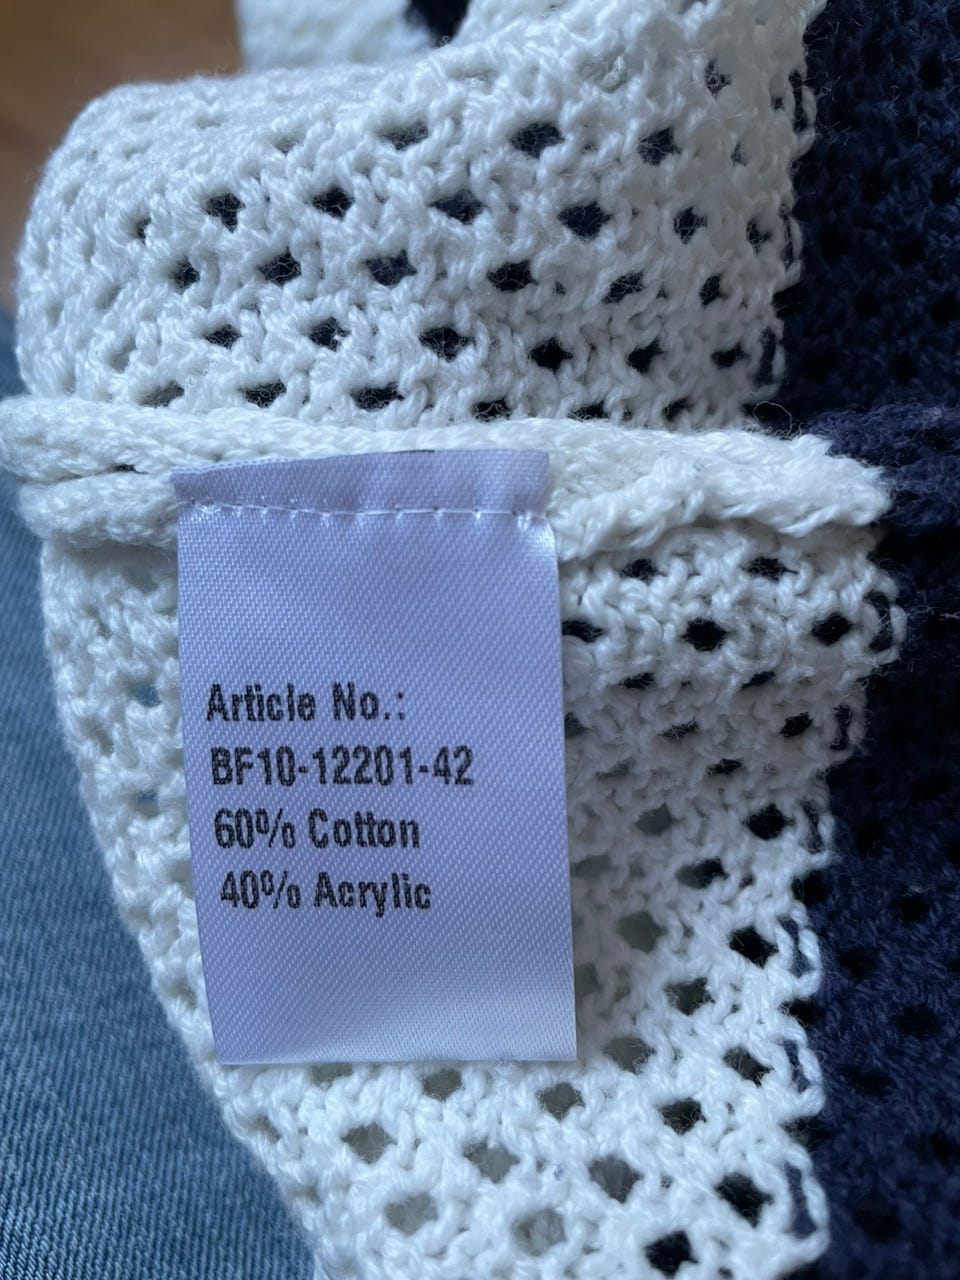 Article No.:
BF10-12201-42
60% Cotton
40% Acrylic